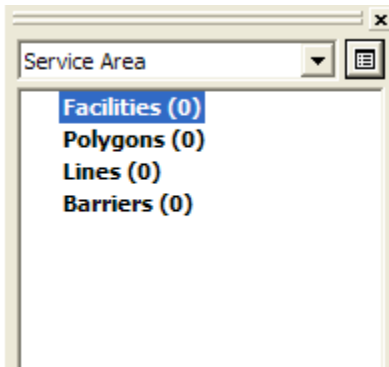 Service Area
Facilities (0)
Polygons (0)
Lines (0)
Barriers (0)